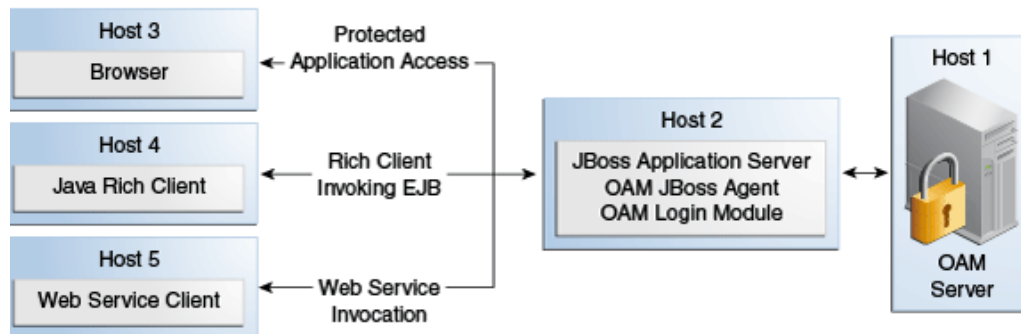 Host 3
Browser
Protected
Application Access
Host 4
Java Rich Client
Rich Client
Invoking EJB
Host 5
Web Service Client
Web Service
Invocation
Host 2
JBoss Application Server
OAM JBoss Agent
OAM Login Module
Host 1
OAM
Server